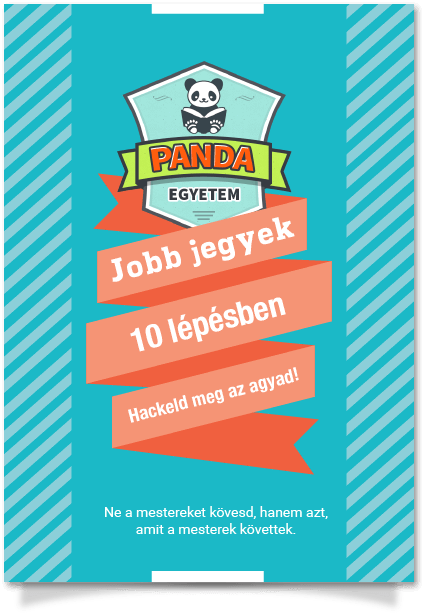 PANDA
EGYETEM
Jobb jegyek
10 lépésben
Hackeld meg az agyad!
Ne a mestereket kövesd, hanem azt,
amit a mesterek követtek.